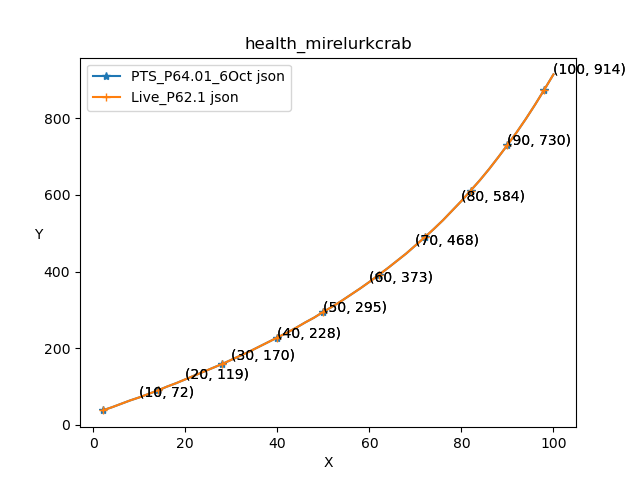 health_mirelurkcrab
PTS_P64.01_6Oct json
Live_P62.1 json
(100, 914)
(90, 730)
(80, 584)
(70, 468)
(60, 373)
(50, 295)
(40, 228)
(30, 170)
(20, 119)
(10, 72)
Y
800
600
400
200
0
0 20 40 60 80 100
X